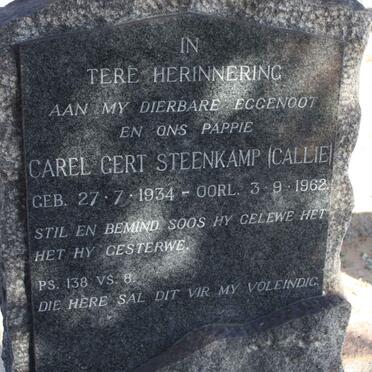 IN
TERE HERINNERING
AAN MY DIERBARE EGGENOOT
EN ONS PAPPIE
CAREL GERT STEENKAMP (CALLIE)
GEB. 27·7·1934 – OORL. 3·9·1962.
STIL EN BEMIND SOOS HY GELEWE HET
HET HY GESTERWE.
PS. 138 VS. 8.
DIE HERE SAL DIT VIR MY VOLEINDIG.